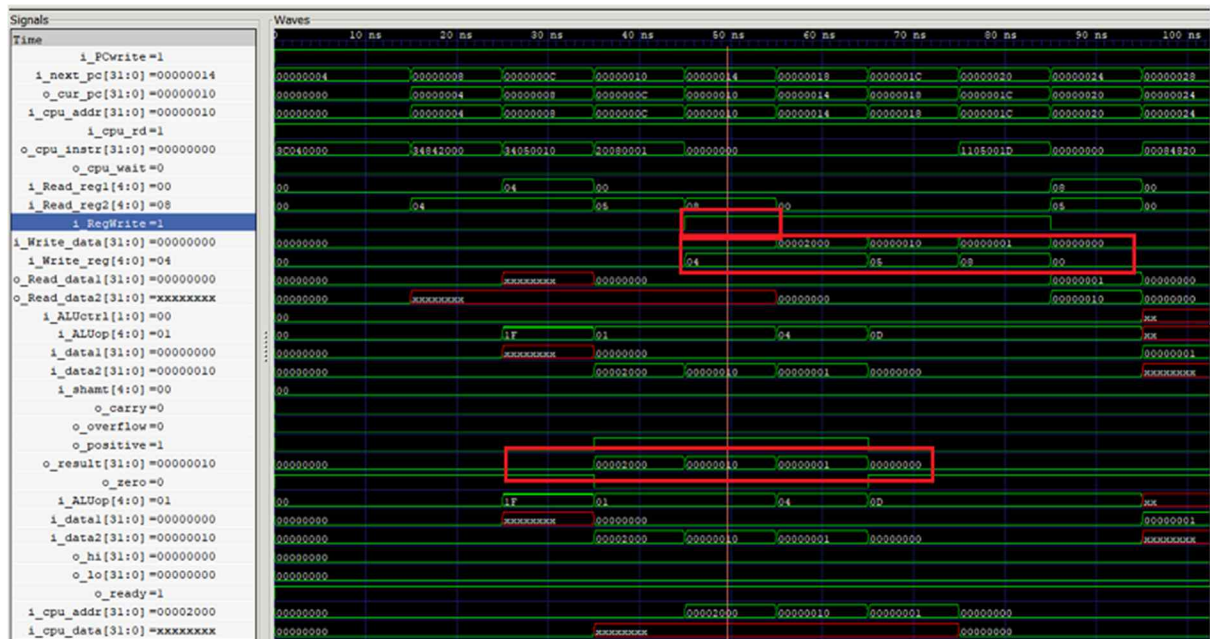 Signals Waves
Time 10 ns 20 ns 30 ns 40 ns 50 ns 60 ns 70 ns 80 ns 90 ns 100 ns
i_PCwrite=1
i_next_pc[31:0]=00000014 00000004 00000008 0000000C 00000010 00000014 00000018 0000001C 00000020 00000024 00000028
o_cur_pc[31:0]=00000010 00000000 00000004 00000008 0000000C 00000010 00000014 00000018 0000001C 00000020 00000024
i_cpu_addr[31:0]=00000010 00000000 00000004 00000008 0000000C 00000010 00000014 00000018 0000001C 00000020 00000024
i_cpu_rd=1
o_cpu_instr[31:0]=00000000 3C040000 34842000 34050010 20080001 00000000 1105001D 00000000 00084820
o_cpu_wait=0
i_Read_reg1[4:0]=00 00 04 00 08 00
i_Read_reg2[4:0]=08 00 04 05 08 00 05 00
i_RegWrite=1
i_Write_data[31:0]=00000000 00000000 00002000 00000010 00000001 00000000
i_Write_reg[4:0]=04 00 04 05 08 00
o_Read_data1[31:0]=00000000 00000000 xxxxxxxx 00000000 00000001 00000000
o_Read_data2[31:0]=xxxxxxxx 00000000 xxxxxxxx 00000000 00000010 00000000
i_ALUctrl[1:0]=00 00 xx
i_ALUop[4:0]=01 00 1F 01 04 0D xx
i_data1[31:0]=00000000 00000000 xxxxxxxx 00000000 00000001
i_data2[31:0]=00000010 00000000 00002000 00000010 00000001 00000000 xxxxxxxx
i_shamt[4:0]=00 00
o_carry=0
o_overflow=0
o_positive=1
o_result[31:0]=00000010 00000000 00002000 00000010 00000001 00000000
o_zero=0
i_ALUop[4:0]=01 00 1F 01 04 0D xx
i_data1[31:0]=00000000 00000000 xxxxxxxx 00000000 00000001
i_data2[31:0]=00000010 00000000 00002000 00000010 00000001 00000000 xxxxxxxx
o_hi[31:0]=00000000 00000000
o_lo[31:0]=00000000 00000000
o_ready=1
i_cpu_addr[31:0]=00002000 00000000 00002000 00000010 00000001 00000000
i_cpu_data[31:0]=xxxxxxxx 00000000 xxxxxxxx 00000000